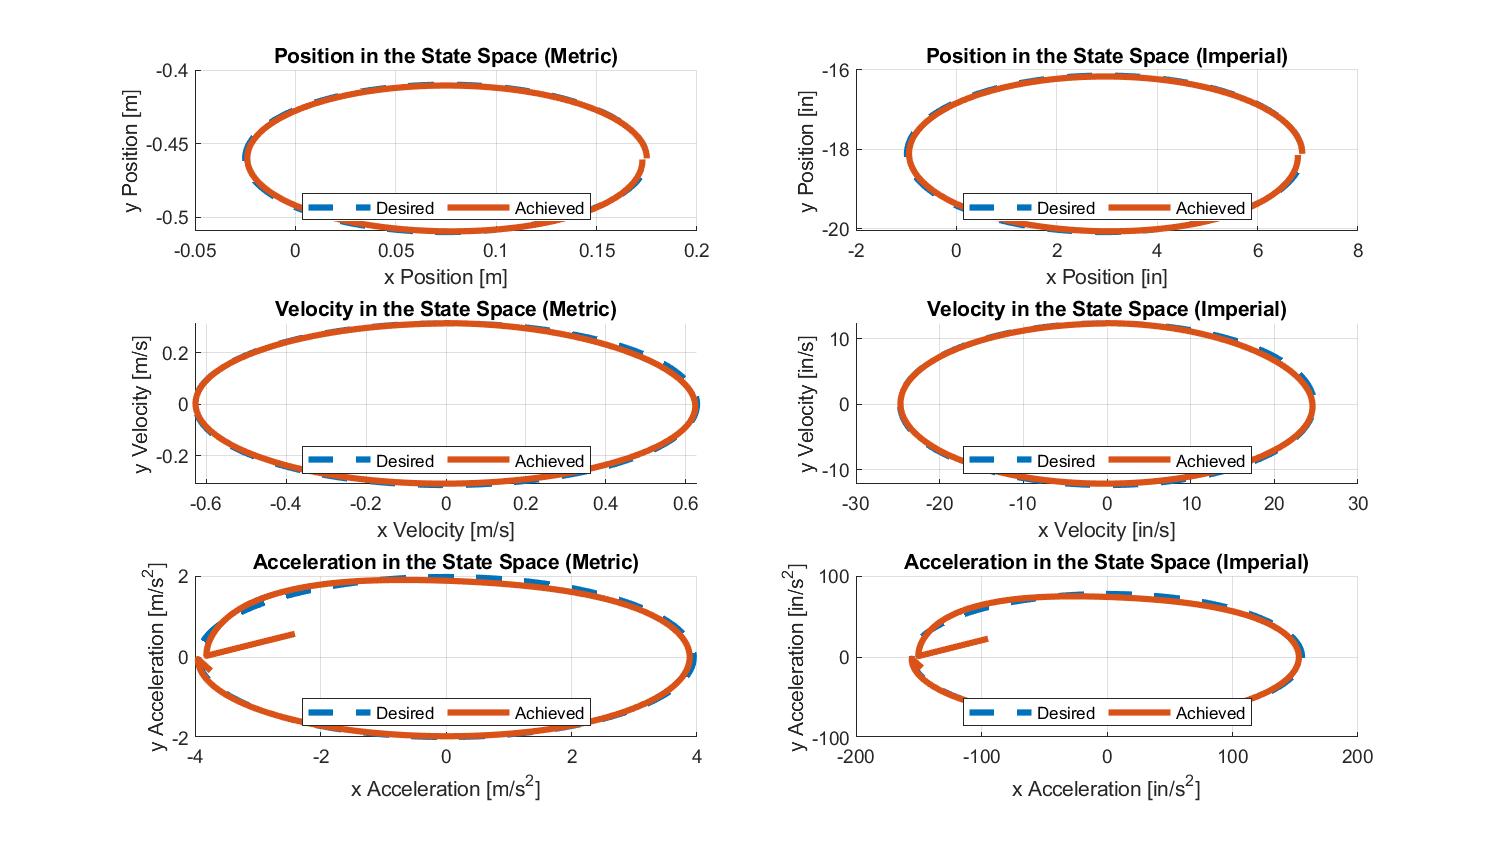 Position in the State Space (Metric)
-0.4
-0.45
-0.5
y Position [m]
Desired Achieved
-0.05 0 0.05 0.1 0.15 0.2
x Position [m]
Position in the State Space (Imperial)
-16
-18
-20
y Position [in]
Desired Achieved
-2 0 2 4 6 8
x Position [in]
Velocity in the State Space (Metric)
0.2
0
-0.2
y Velocity [m/s]
Desired Achieved
-0.6 -0.4 -0.2 0 0.2 0.4 0.6
x Velocity [m/s]
Velocity in the State Space (Imperial)
10
0
-10
y Velocity [in/s]
Desired Achieved
-30 -20 -10 0 10 20 30
x Velocity [in/s]
Acceleration in the State Space (Metric)
2
0
-2
y Acceleration [m/s²]
Desired Achieved
-4 -2 0 2 4
x Acceleration [m/s²]
Acceleration in the State Space (Imperial)
100
0
-100
y Acceleration [in/s²]
Desired Achieved
-200 -100 0 100 200
x Acceleration [in/s²]